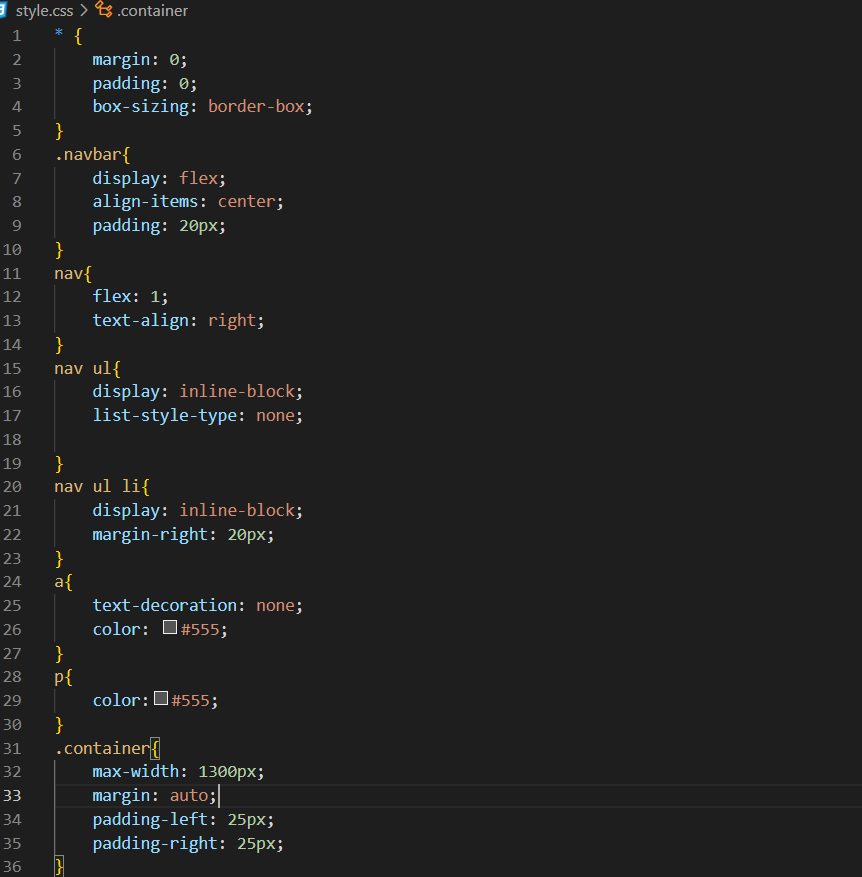 style.css > .container
1 * {
2     margin: 0;
3     padding: 0;
4     box-sizing: border-box;
5 }
6 .navbar{
7     display: flex;
8     align-items: center;
9     padding: 20px;
10 }
11 nav{
12     flex: 1;
13     text-align: right;
14 }
15 nav ul{
16     display: inline-block;
17     list-style-type: none;
18
19 }
20 nav ul li{
21     display: inline-block;
22     margin-right: 20px;
23 }
24 a{
25     text-decoration: none;
26     color: #555;
27 }
28 p{
29     color:#555;
30 }
31 .container{
32     max-width: 1300px;
33     margin: auto;
34     padding-left: 25px;
35     padding-right: 25px;
36 }